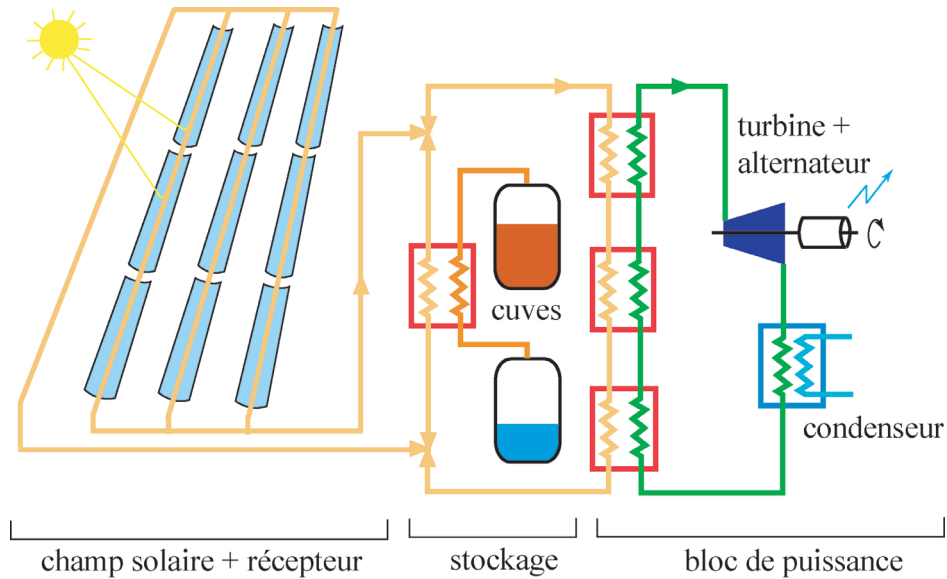 turbine +
alternateur
cuves
condenseur
champ solaire + récepteur
stockage
bloc de puissance